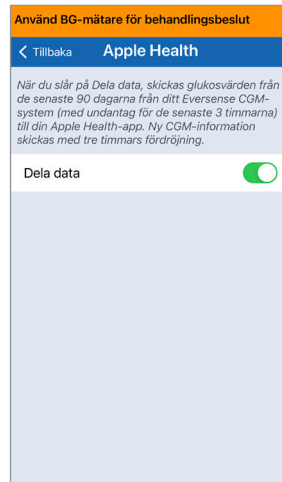 Använd BG-mätare för behandlingsbeslut
Tillbaka Apple Health
När du slår på Dela data, skickas glukosvärden från
de senaste 90 dagarna från ditt Eversense CGM-
system (med undantag för de senaste 3 timmarna)
till din Apple Health-app. Ny CGM-information
skickas med tre timmars fördröjning.
Dela data